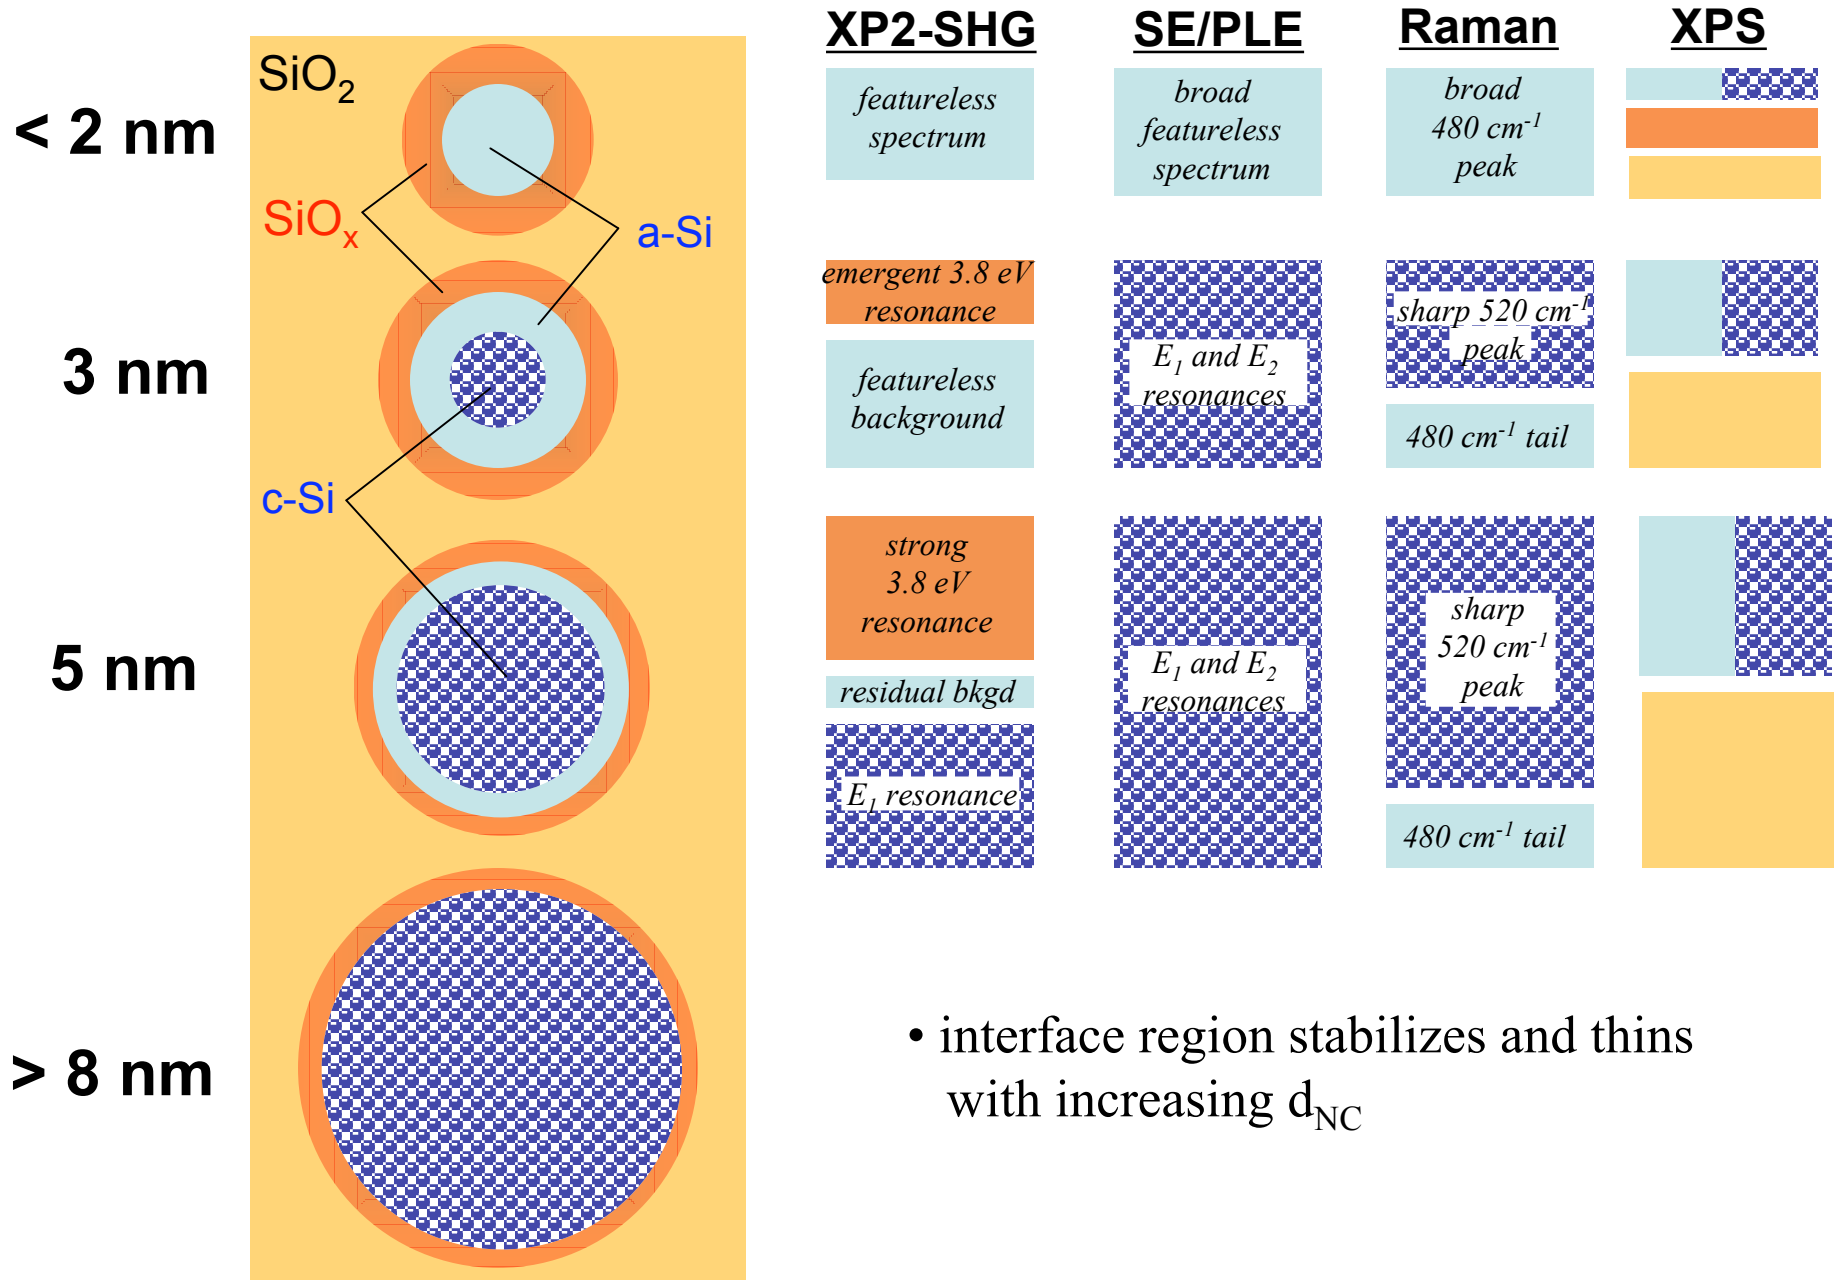 XP2-SHG SE/PLE Raman XPS
SiO2
< 2 nm
SiOx
a-Si
featureless
spectrum
broad
featureless
spectrum
broad
480 cm-1
peak
3 nm
c-Si
emergent 3.8 eV
resonance
featureless
background
E1 and E2
resonances
sharp 520 cm-1
peak
480 cm-1 tail
5 nm
strong
3.8 eV
resonance
residual bkgd
E1 resonance
E1 and E2
resonances
sharp
520 cm-1
peak
480 cm-1 tail
> 8 nm
• interface region stabilizes and thins
with increasing dNC